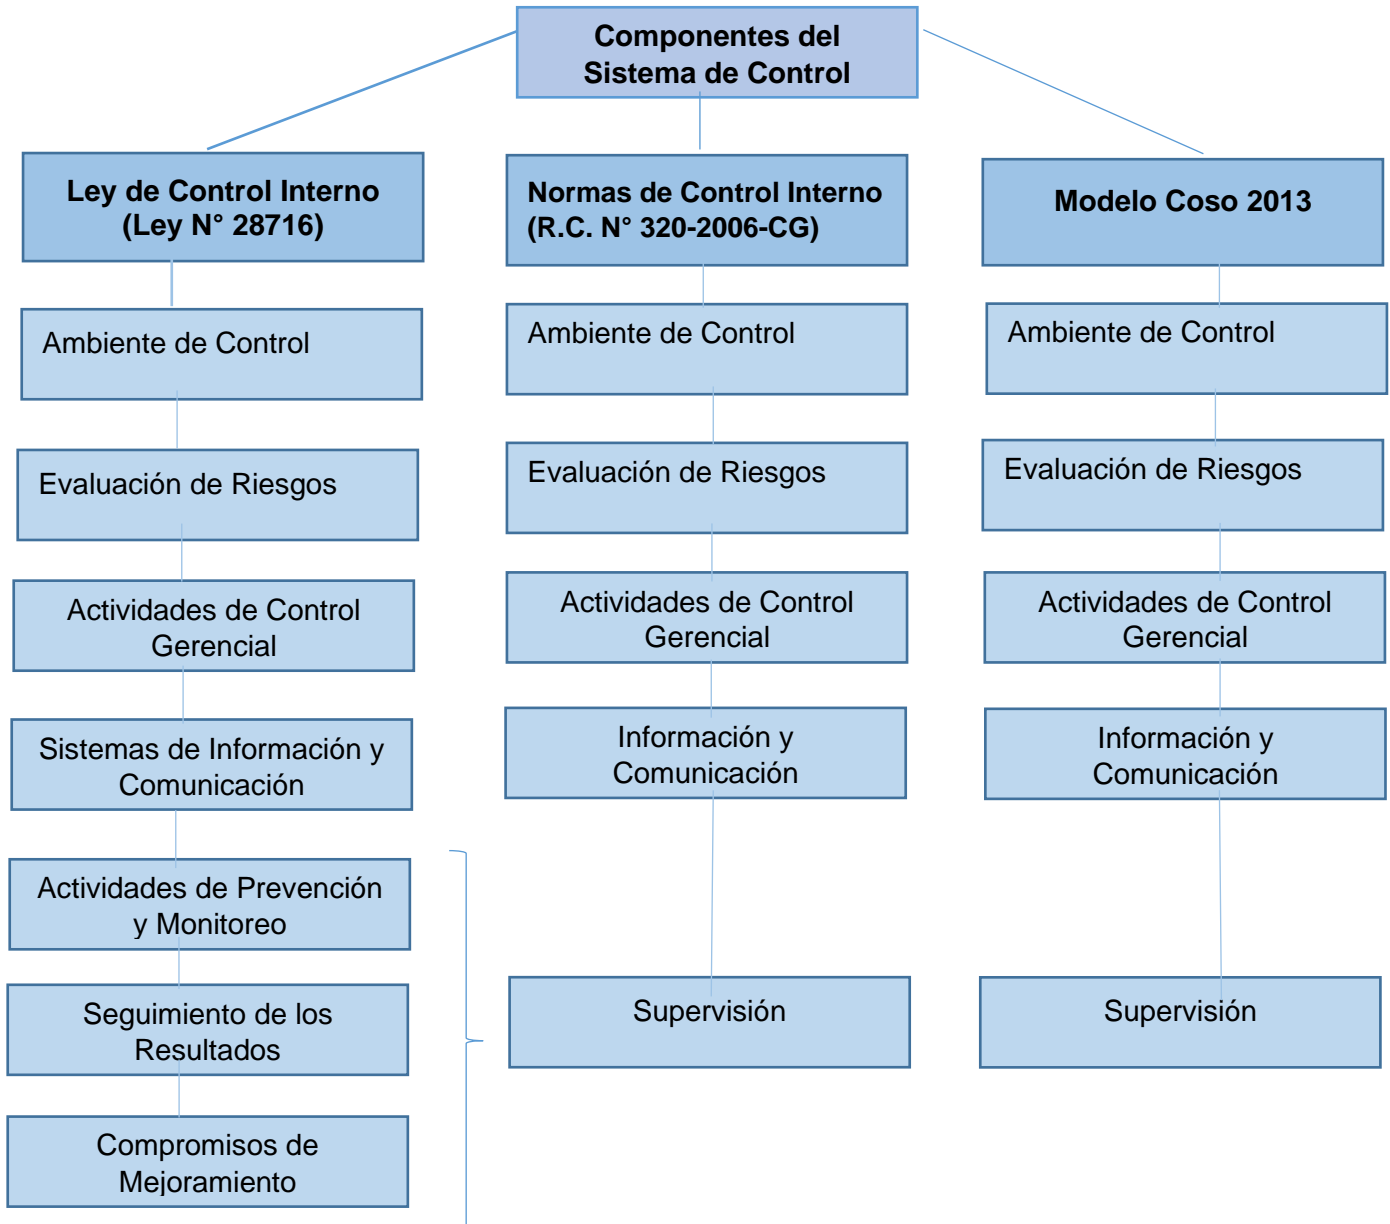 Componentes del
Sistema de Control
Ley de Control Interno
(Ley N° 28716)
Ambiente de Control
Evaluación de Riesgos
Actividades de Control
Gerencial
Sistemas de Información y
Comunicación
Actividades de Prevención
y Monitoreo
Seguimiento de los
Resultados
Compromisos de
Mejoramiento
Normas de Control Interno
(R.C. N° 320-2006-CG)
Ambiente de Control
Evaluación de Riesgos
Actividades de Control
Gerencial
Información y
Comunicación
Supervisión
Modelo Coso 2013
Ambiente de Control
Evaluación de Riesgos
Actividades de Control
Gerencial
Información y
Comunicación
Supervisión